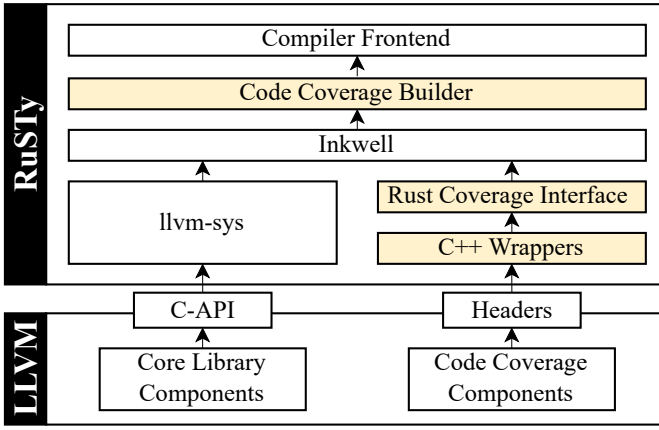 RuSTy
Compiler Frontend
Code Coverage Builder
Inkwell
llvm-sys
Rust Coverage Interface
C++ Wrappers
C-API
Headers
LLVM
Core Library
Components
Code Coverage
Components